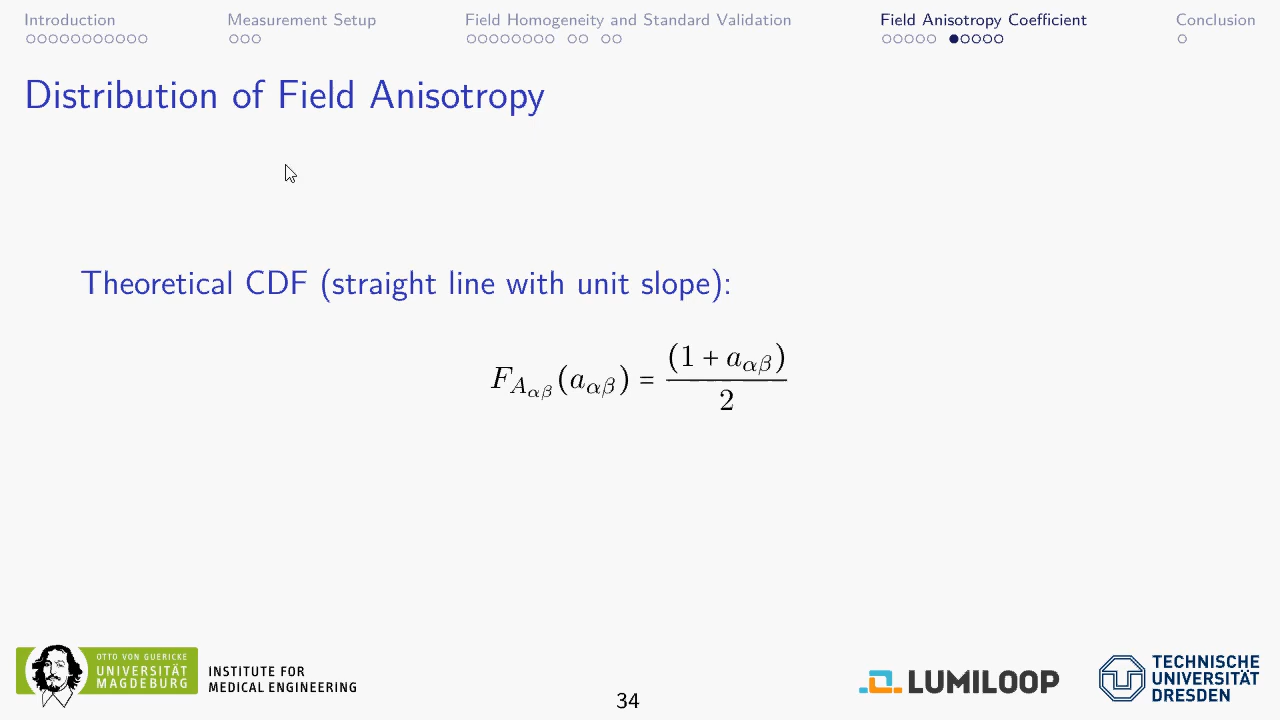 Introduction
Measurement Setup
Field Homogeneity and Standard Validation
Field Anisotropy Coefficient
Conclusion
Distribution of Field Anisotropy
Theoretical CDF (straight line with unit slope):
F_{A_{αβ}}(a_{αβ}) = (1 + a_{αβ}) / 2
OTTO VON GUERICKE
UNIVERSITÄT
MAGDEBURG
INSTITUTE FOR
MEDICAL ENGINEERING
34
LUMILOOP
TECHNISCHE
UNIVERSITÄT
DRESDEN